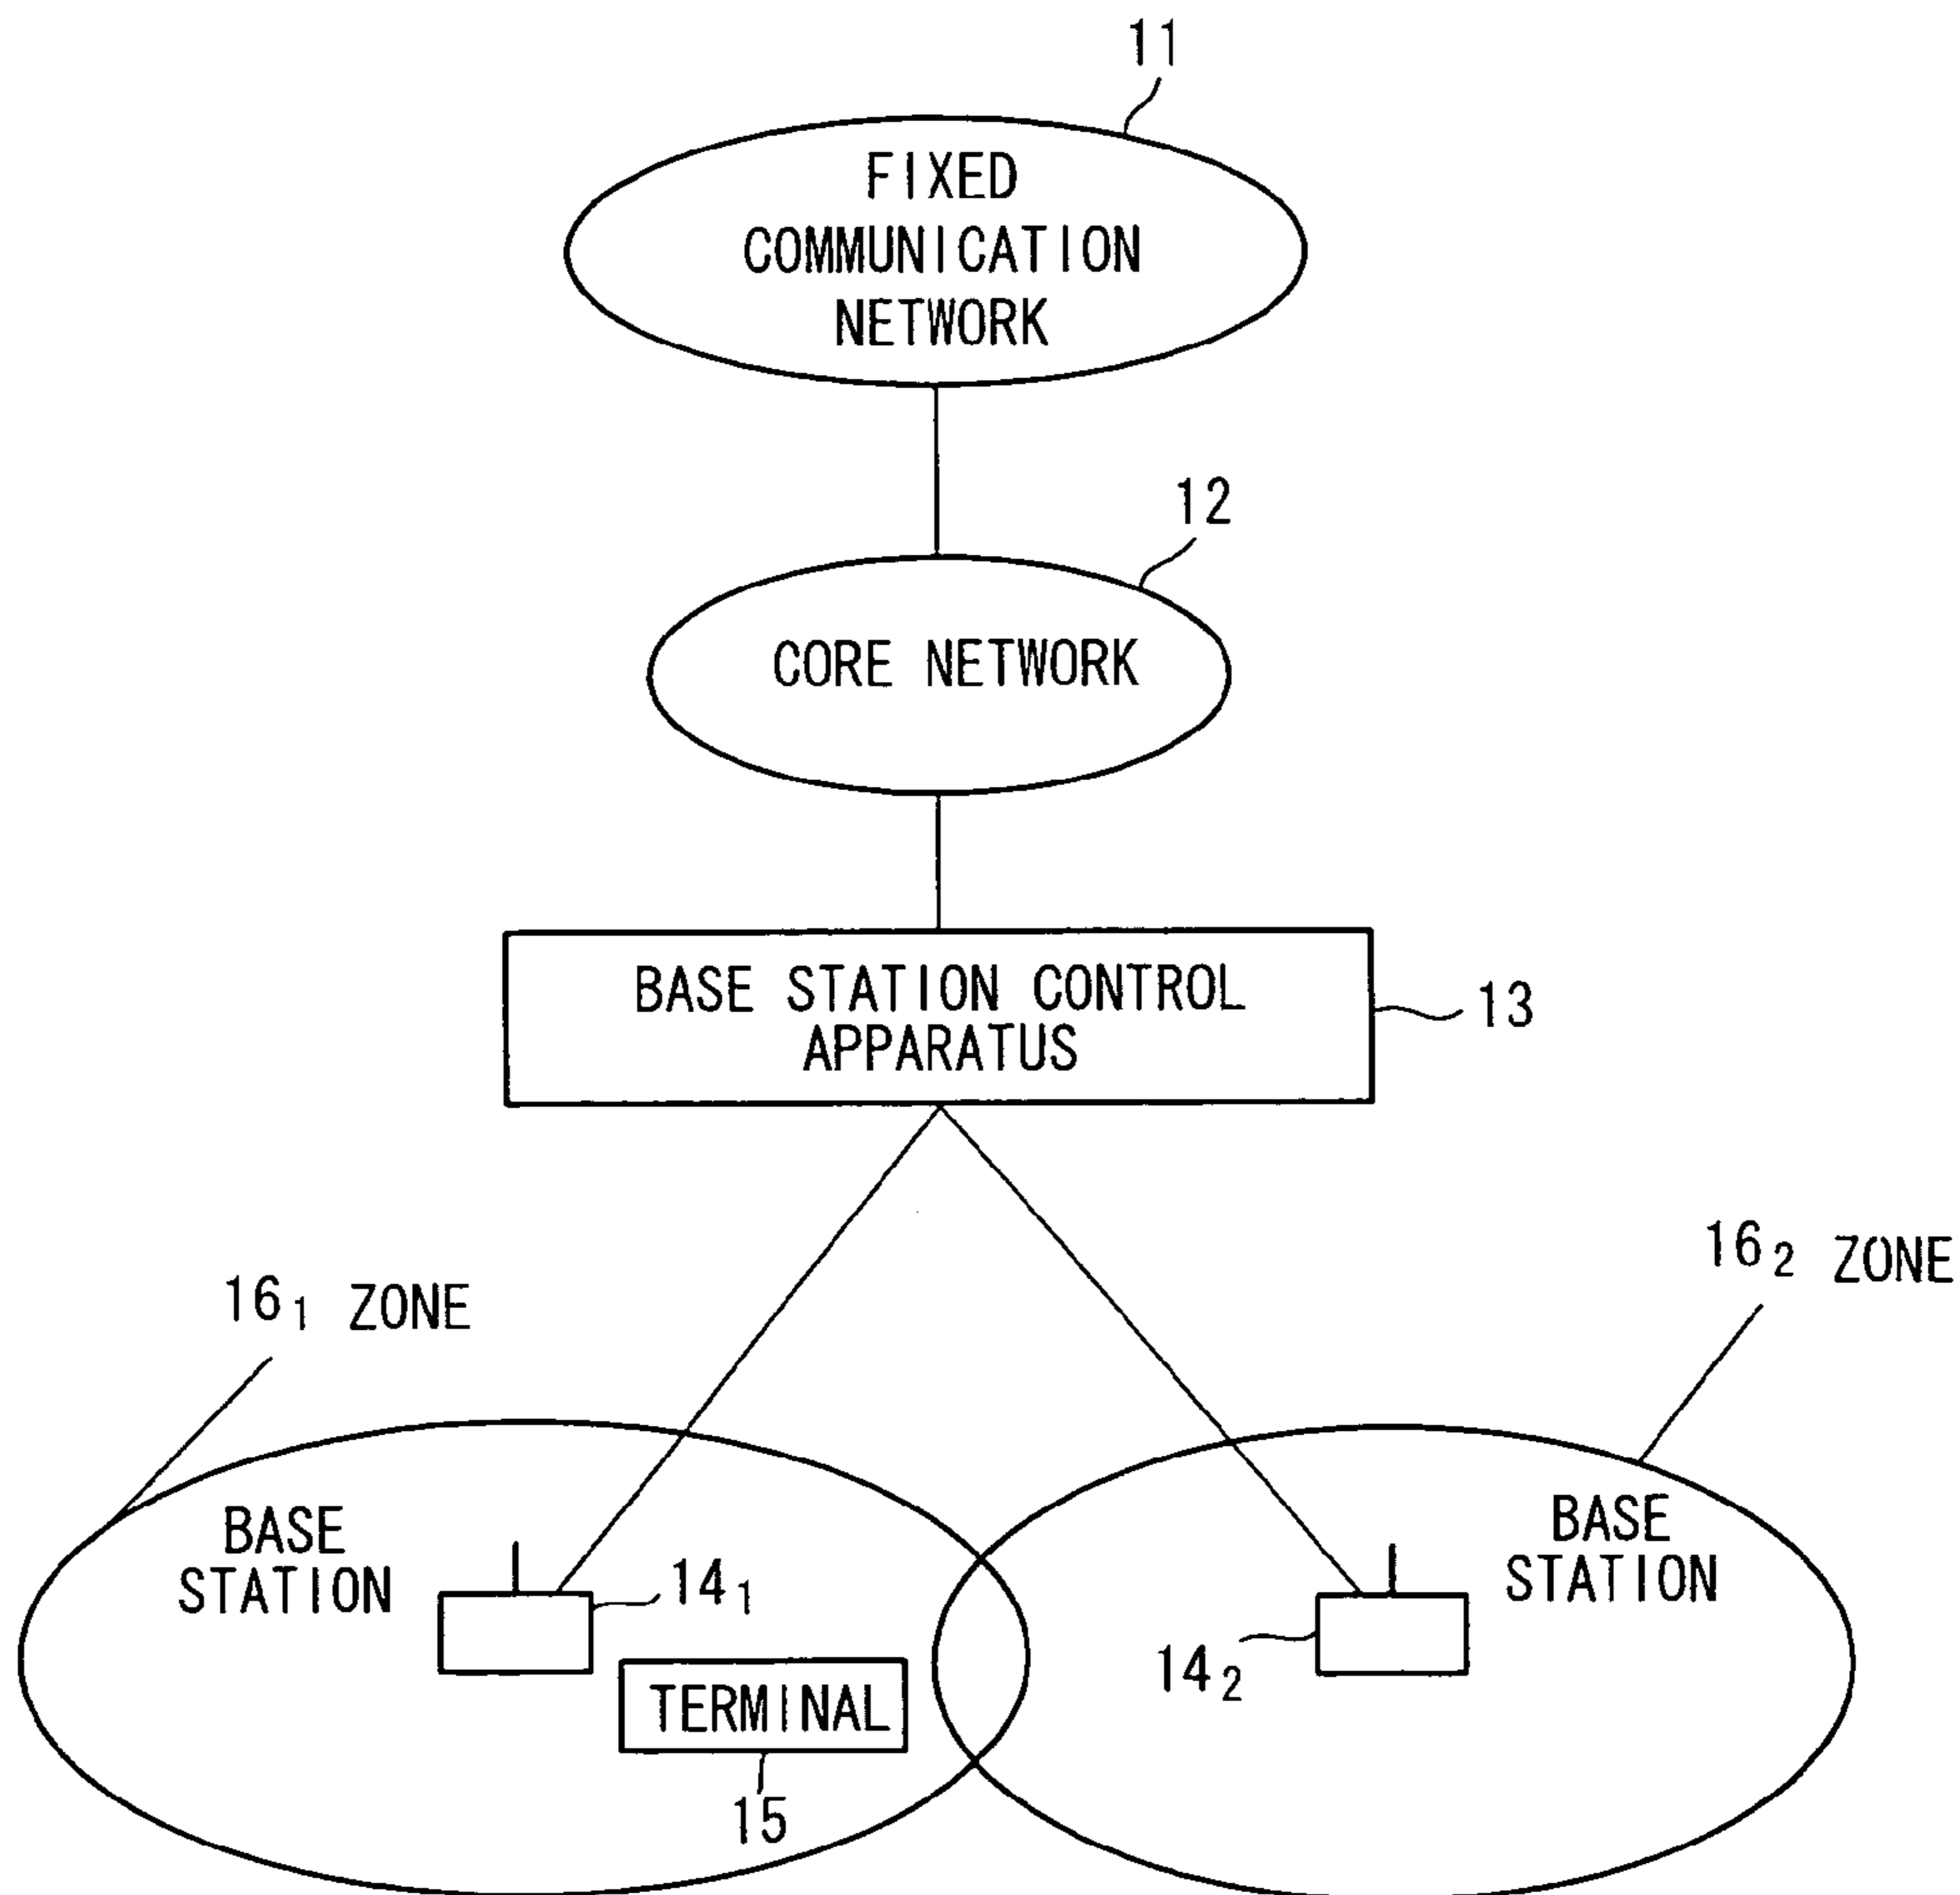 11
FIXED
COMMUNICATION
NETWORK
12
CORE NETWORK
BASE STATION CONTROL
APPARATUS
13
16₁ ZONE
16₂ ZONE
BASE
STATION
14₁
BASE
STATION
14₂
TERMINAL
15